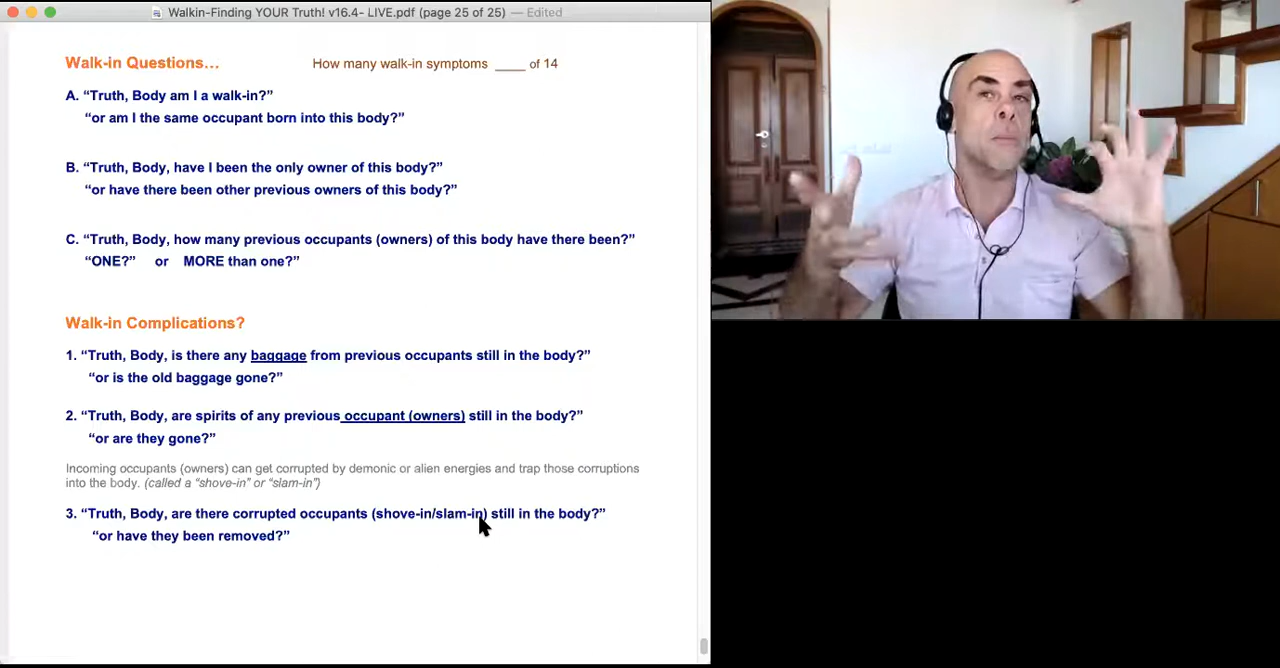 Walkin-Finding YOUR Truth! v16.4- LIVE.pdf (page 25 of 25) — Edited
Walk-in Questions…
How many walk-in symptoms ____ of 14
A. “Truth, Body am I a walk-in?”
“or am I the same occupant born into this body?”
B. “Truth, Body, have I been the only owner of this body?”
“or have there been other previous owners of this body?”
C. “Truth, Body, how many previous occupants (owners) of this body have there been?”
“ONE?” or MORE than one?”
Walk-in Complications?
1. “Truth, Body, is there any baggage from previous occupants still in the body?”
“or is the old baggage gone?”
2. “Truth, Body, are spirits of any previous occupant (owners) still in the body?”
“or are they gone?”
Incoming occupants (owners) can get corrupted by demonic or alien energies and trap those corruptions
into the body. (called a “shove-in” or “slam-in”)
3. “Truth, Body, are there corrupted occupants (shove-in/slam-in) still in the body?”
“or have they been removed?”